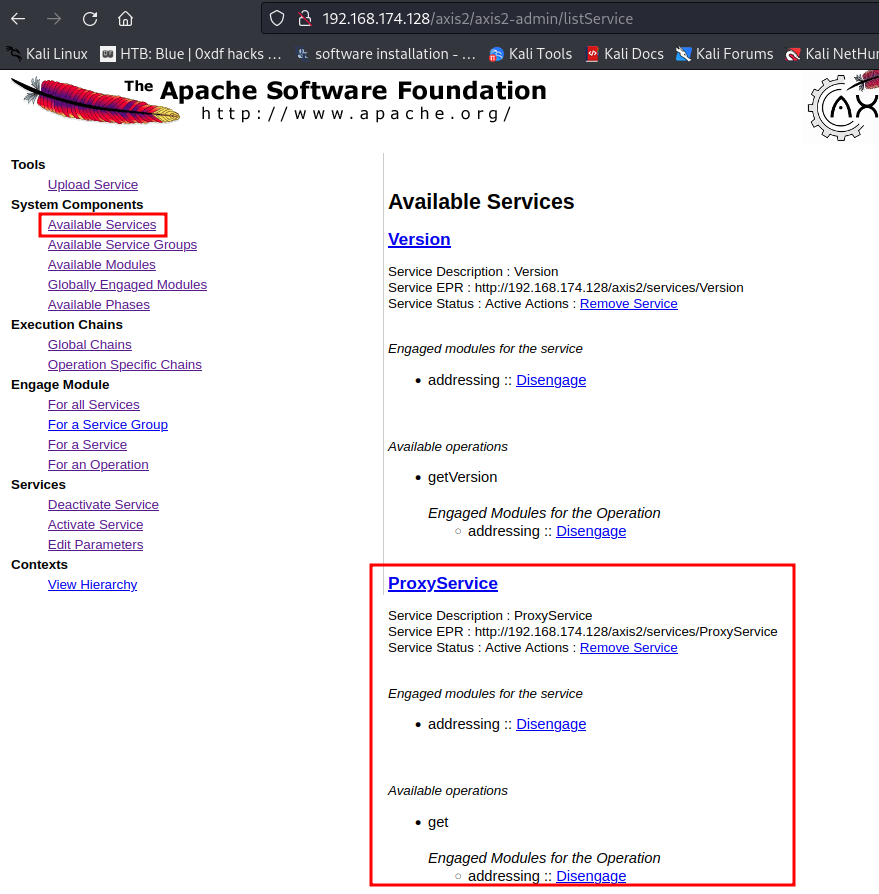 192.168.174.128/axis2/axis2-admin/listService
Kali Linux
HTB: Blue | 0xdf hacks ...
software installation - ...
Kali Tools
Kali Docs
Kali Forums
Kali NetHun
The Apache Software Foundation
http://www.apache.org/
AX
Tools
Upload Service
System Components
Available Services
Available Service Groups
Available Modules
Globally Engaged Modules
Available Phases
Execution Chains
Global Chains
Operation Specific Chains
Engage Module
For all Services
For a Service Group
For a Service
For an Operation
Services
Deactivate Service
Activate Service
Edit Parameters
Contexts
View Hierarchy
Available Services
Version
Service Description : Version
Service EPR : http://192.168.174.128/axis2/services/Version
Service Status : Active Actions : Remove Service
Engaged modules for the service
addressing :: Disengage
Available operations
getVersion
Engaged Modules for the Operation
addressing :: Disengage
ProxyService
Service Description : ProxyService
Service EPR : http://192.168.174.128/axis2/services/ProxyService
Service Status : Active Actions : Remove Service
Engaged modules for the service
addressing :: Disengage
Available operations
get
Engaged Modules for the Operation
addressing :: Disengage